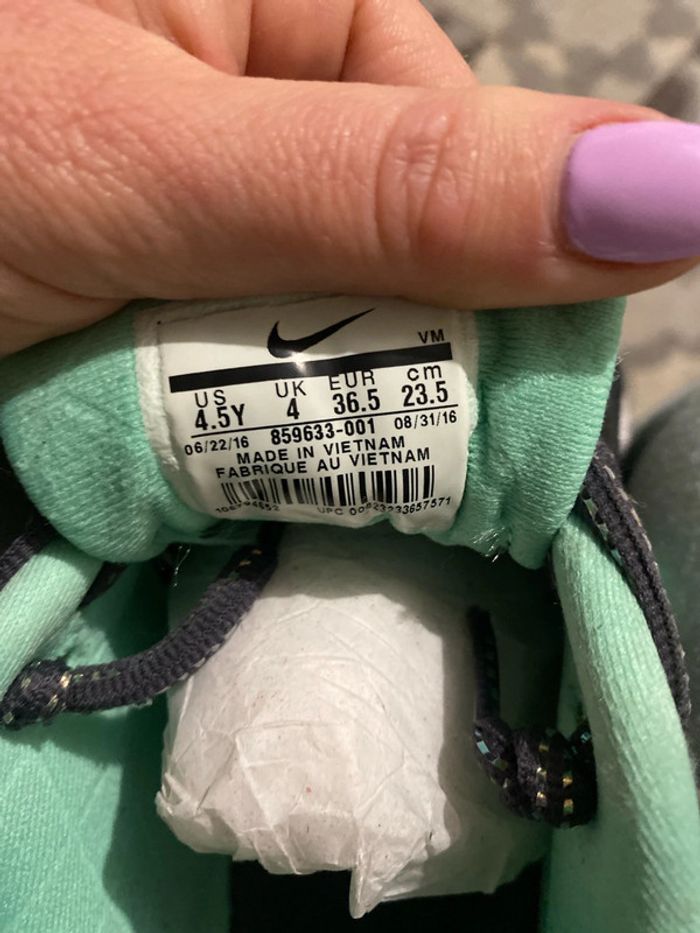 VM
US UK EUR cm
4.5Y 4 36.5 23.5
06/22/16 859633-001 08/31/16
MADE IN VIETNAM
FABRIQUE AU VIETNAM
UPC